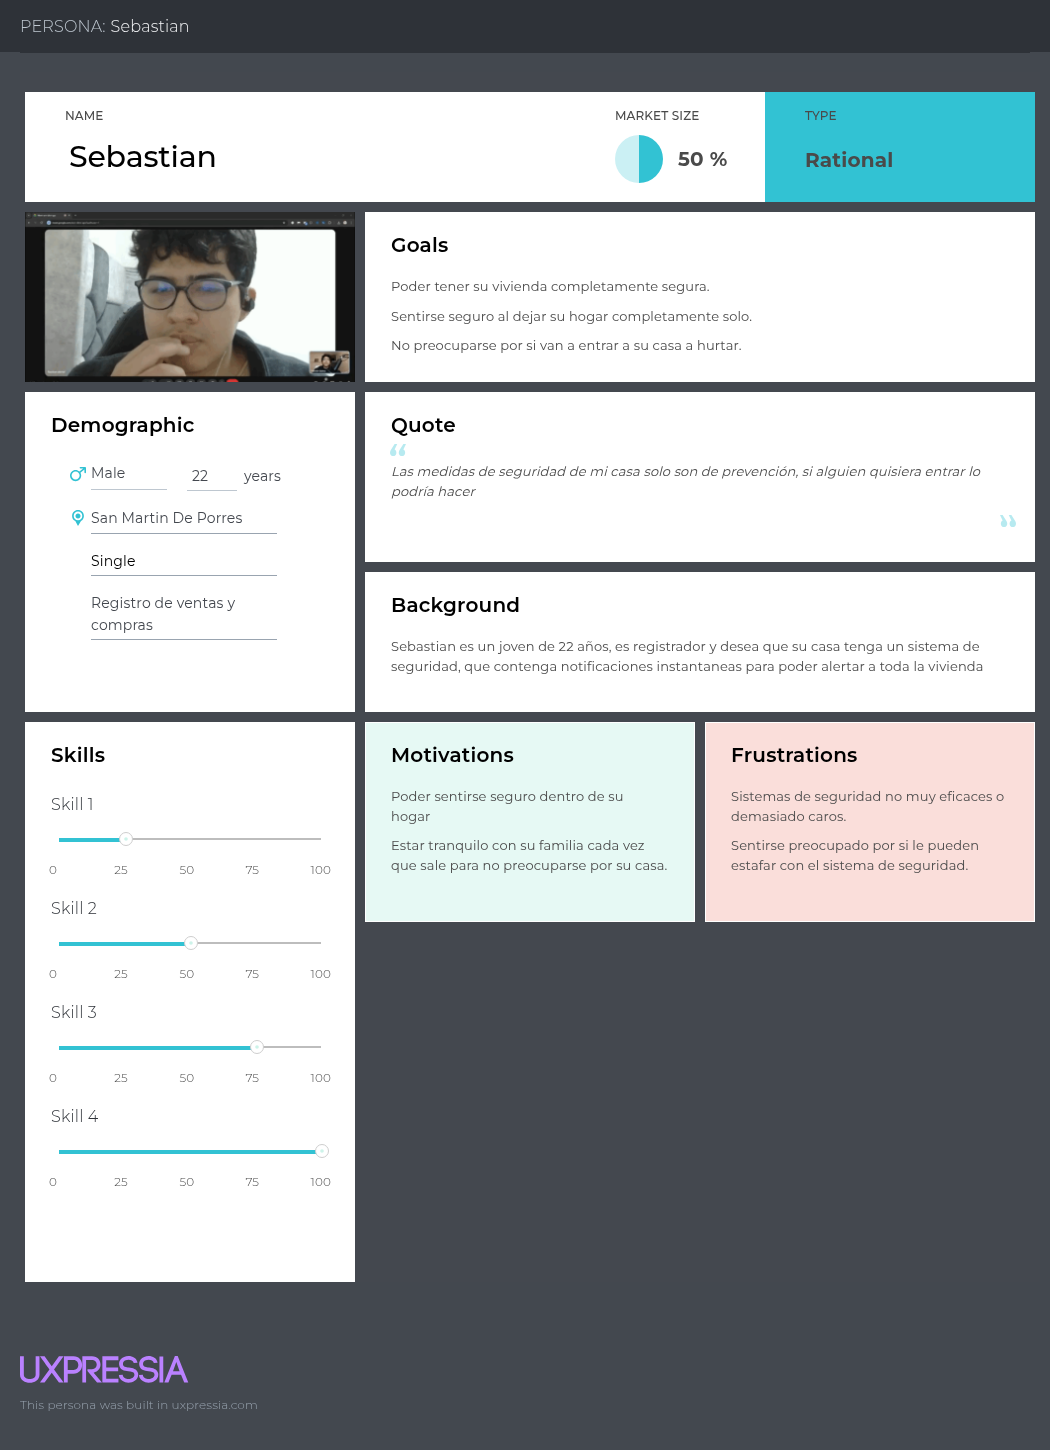 PERSONA: Sebastian
NAME
Sebastian
MARKET SIZE
50 %
TYPE
Rational
Goals
Poder tener su vivienda completamente segura.
Sentirse seguro al dejar su hogar completamente solo.
No preocuparse por si van a entrar a su casa a hurtar.
Demographic
Male
22 years
San Martin De Porres
Single
Registro de ventas y
compras
Quote
“
Las medidas de seguridad de mi casa solo son de prevención, si alguien quisiera entrar lo
podría hacer
”
Background
Sebastian es un joven de 22 años, es registrador y desea que su casa tenga un sistema de
seguridad, que contenga notificaciones instantaneas para poder alertar a toda la vivienda
Skills
Skill 1
0 25 50 75 100
Skill 2
0 25 50 75 100
Skill 3
0 25 50 75 100
Skill 4
0 25 50 75 100
Motivations
Poder sentirse seguro dentro de su
hogar
Estar tranquilo con su familia cada vez
que sale para no preocuparse por su casa.
Frustrations
Sistemas de seguridad no muy eficaces o
demasiado caros.
Sentirse preocupado por si le pueden
estafar con el sistema de seguridad.
UXPRESSIA
This persona was built in uxpressia.com